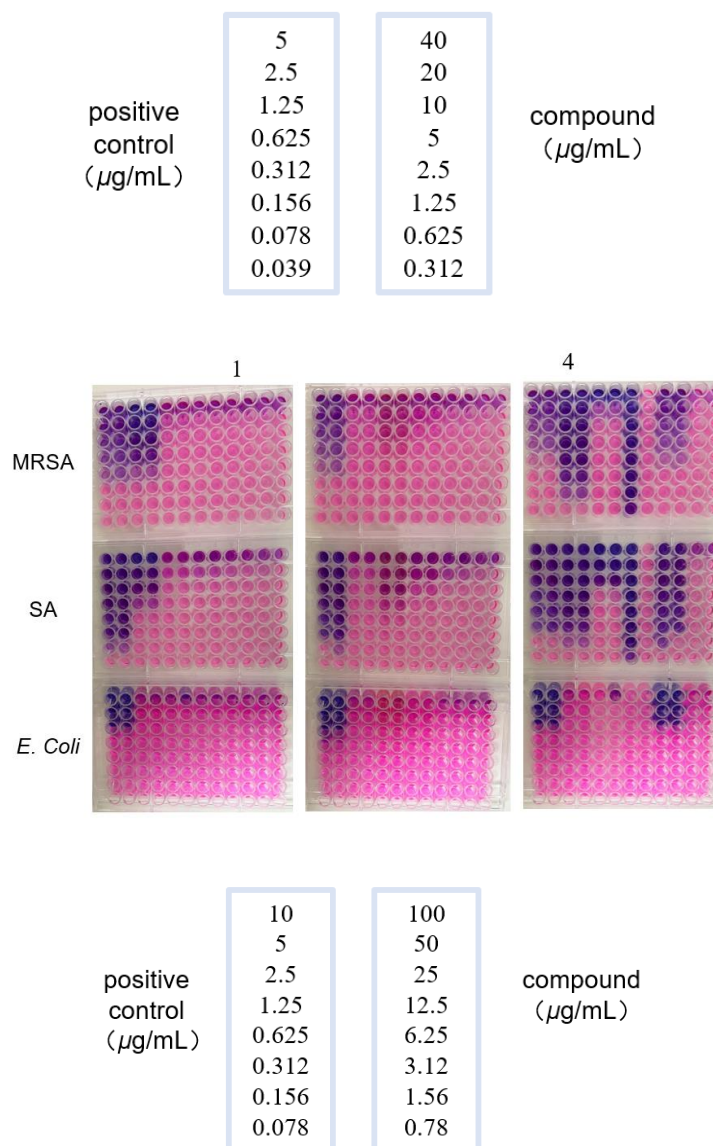 positive
control
（μg/mL）
5
2.5
1.25
0.625
0.312
0.156
0.078
0.039
40
20
10
5
2.5
1.25
0.625
0.312
compound
（μg/mL）
1
4
MRSA
SA
E. Coli
positive
control
（μg/mL）
10
5
2.5
1.25
0.625
0.312
0.156
0.078
100
50
25
12.5
6.25
3.12
1.56
0.78
compound
（μg/mL）